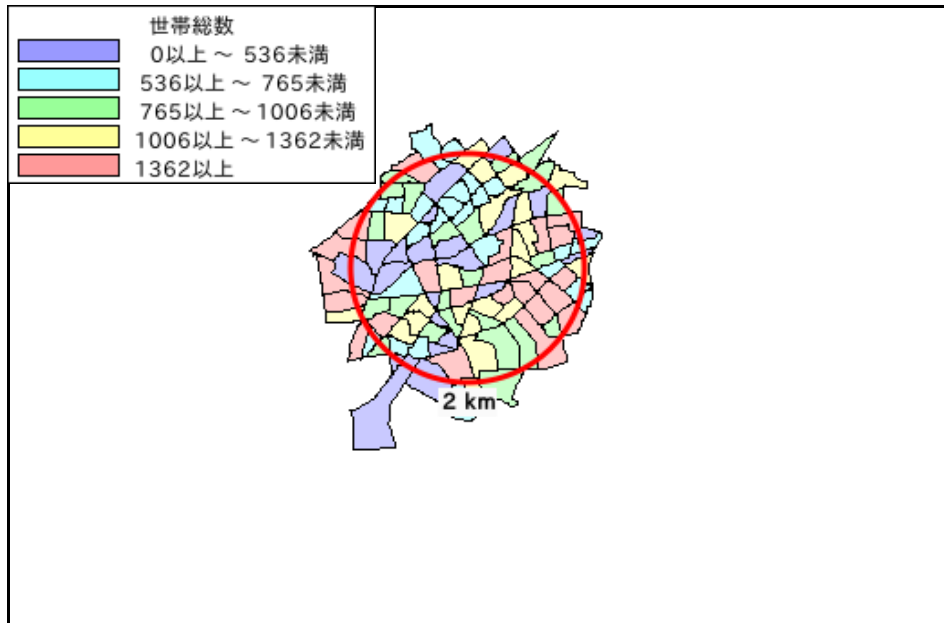 世帯総数
0以上 ～ 536未満
536以上 ～ 765未満
765以上 ～ 1006未満
1006以上 ～ 1362未満
1362以上
2 km